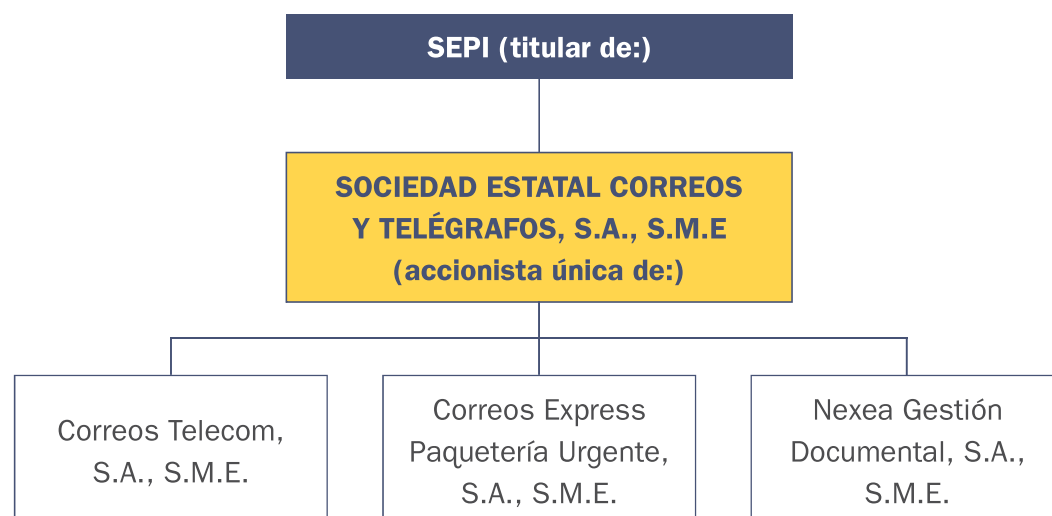 SEPI (titular de:)
SOCIEDAD ESTATAL CORREOS
Y TELÉGRAFOS, S.A., S.M.E
(accionista única de:)
Correos Telecom,
S.A., S.M.E.
Correos Express
Paquetería Urgente,
S.A., S.M.E.
Nexea Gestión
Documental, S.A.,
S.M.E.